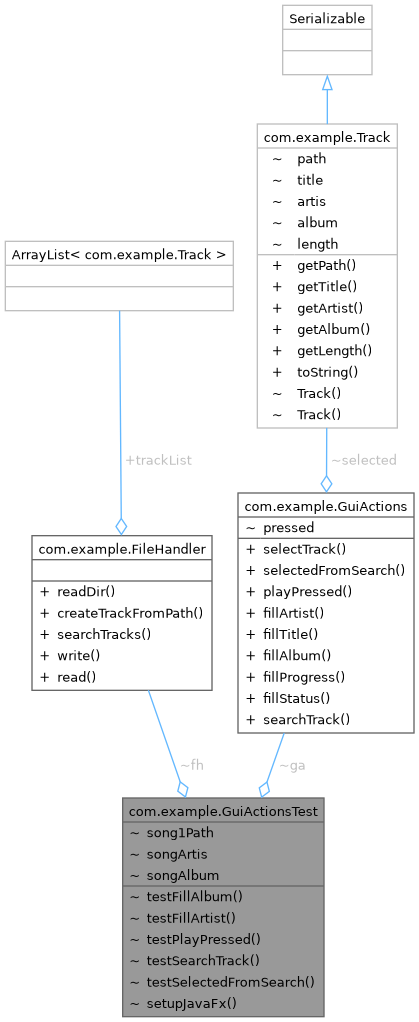 Serializable
com.example.Track
~ path
~ title
~ artis
~ album
~ length
+ getPath()
+ getTitle()
+ getArtist()
+ getAlbum()
+ getLength()
+ toString()
~ Track()
~ Track()
ArrayList< com.example.Track >
+trackList
~selected
com.example.FileHandler
+ readDir()
+ createTrackFromPath()
+ searchTracks()
+ write()
+ read()
com.example.GuiActions
~ pressed
+ selectTrack()
+ selectedFromSearch()
+ playPressed()
+ fillArtist()
+ fillTitle()
+ fillAlbum()
+ fillProgress()
+ fillStatus()
+ searchTrack()
~fh
~ga
com.example.GuiActionsTest
~ song1Path
~ songArtis
~ songAlbum
~ testFillAlbum()
~ testFillArtist()
~ testPlayPressed()
~ testSearchTrack()
~ testSelectedFromSearch()
~ setupJavaFx()